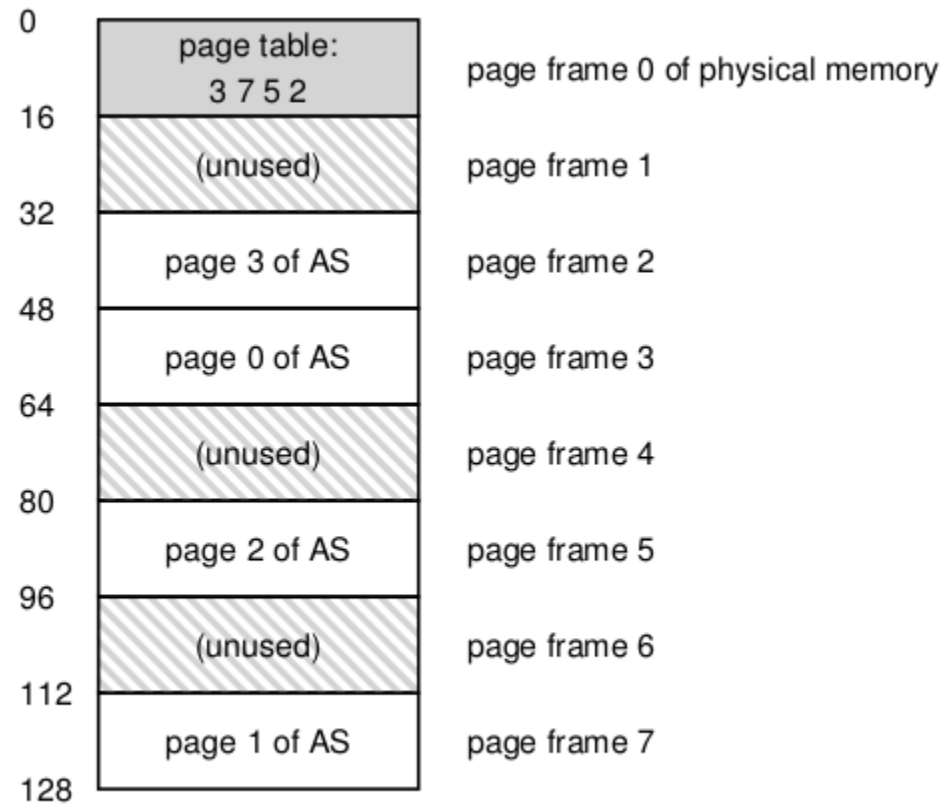 0
page table:
3 7 5 2
page frame 0 of physical memory
16
(unused)
page frame 1
32
page 3 of AS
page frame 2
48
page 0 of AS
page frame 3
64
(unused)
page frame 4
80
page 2 of AS
page frame 5
96
(unused)
page frame 6
112
page 1 of AS
page frame 7
128